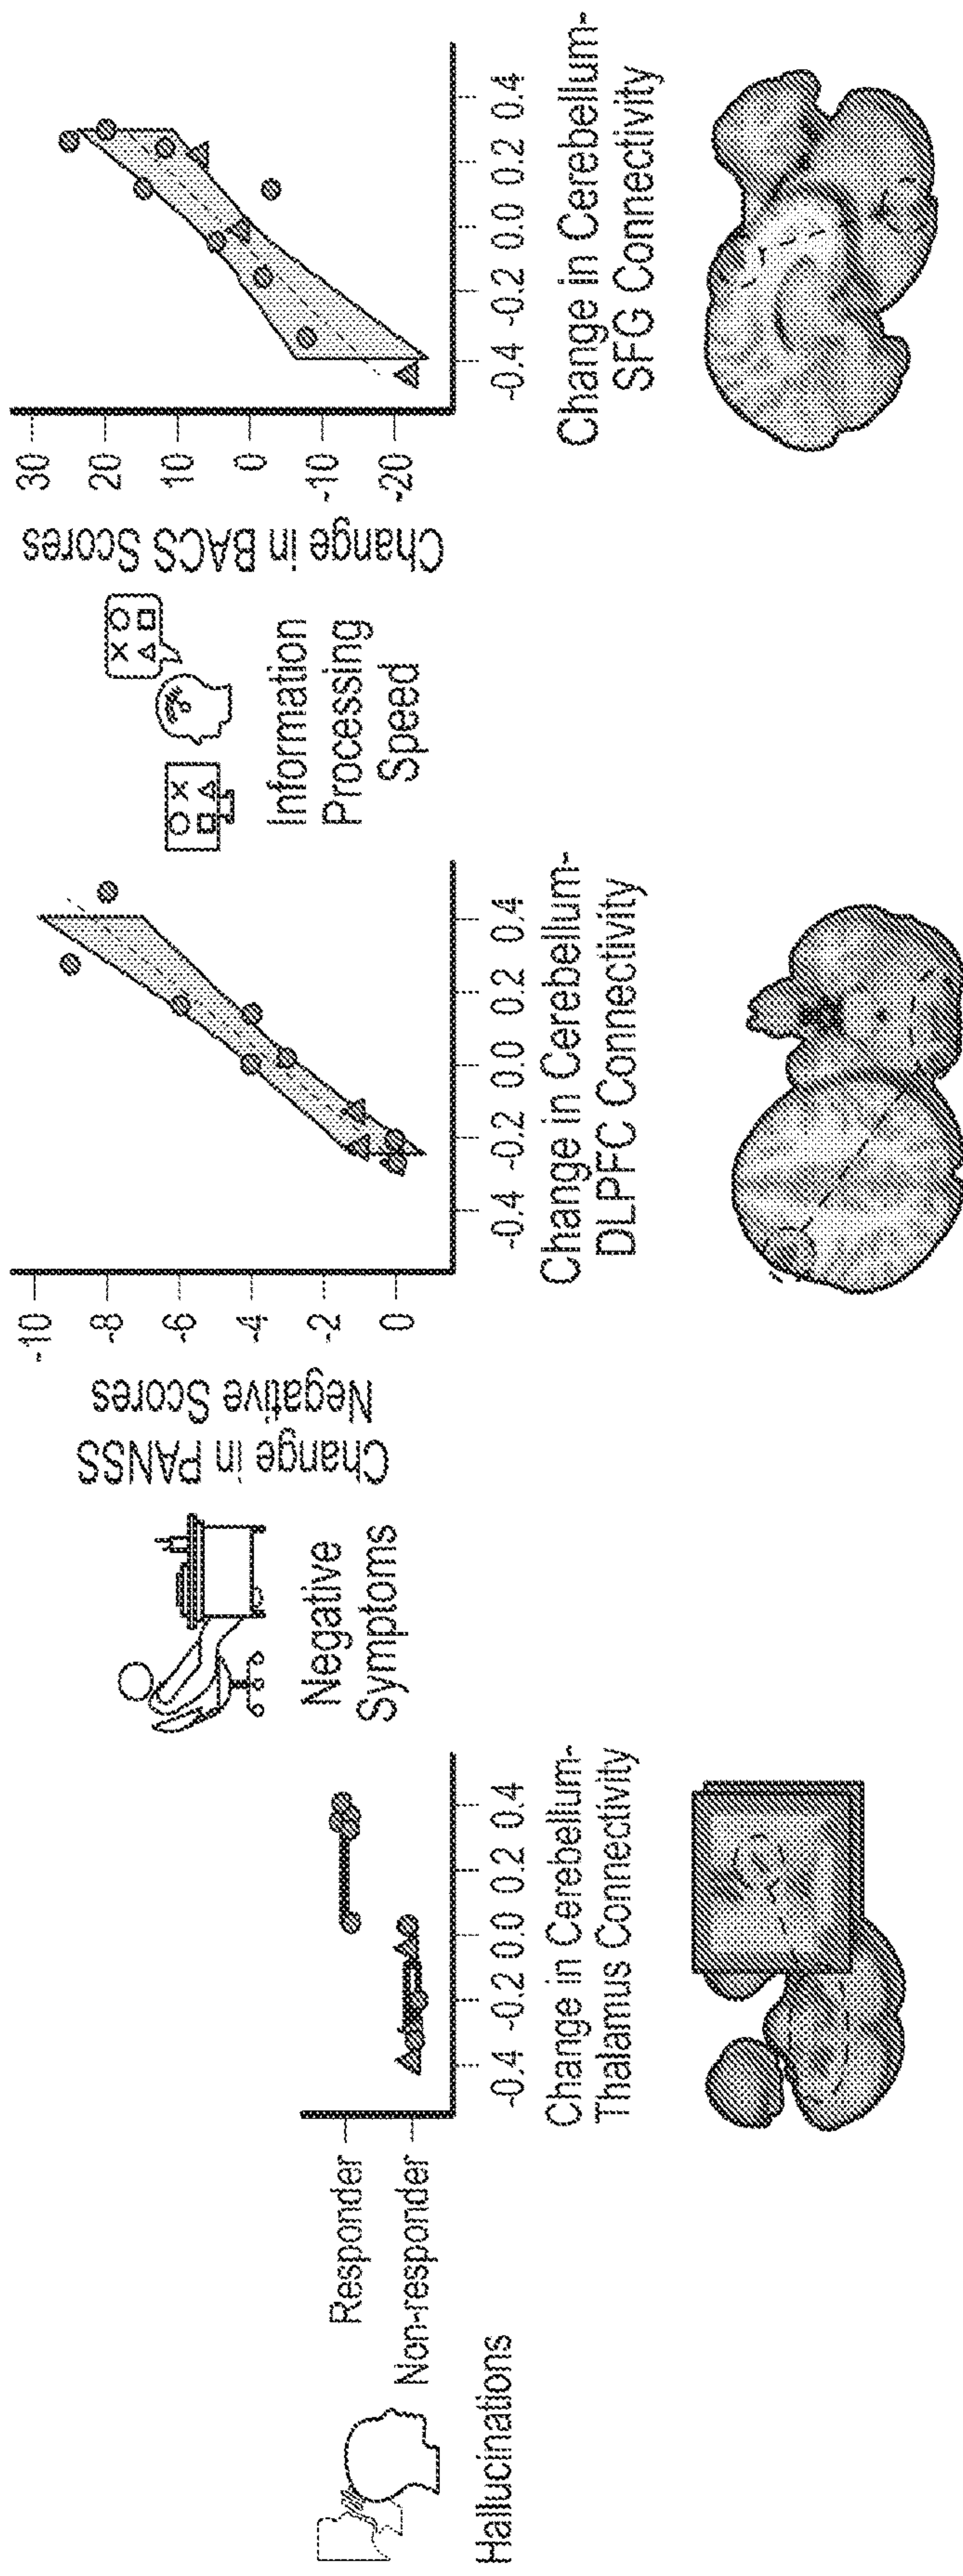 Hallucinations
Responder
Non-responder
-0.4 -0.2 0.0 0.2 0.4
Change in Cerebellum-
Thalamus Connectivity
Negative
Symptoms
Change in PANSS
Negative Scores
-10
-8
-6
-4
-2
0
-0.4 -0.2 0.0 0.2 0.4
Change in Cerebellum-
DLPFC Connectivity
Information
Processing
Speed
Change in BACS Scores
30
20
10
0
-10
-20
-0.4 -0.2 0.0 0.2 0.4
Change in Cerebellum-
SFG Connectivity